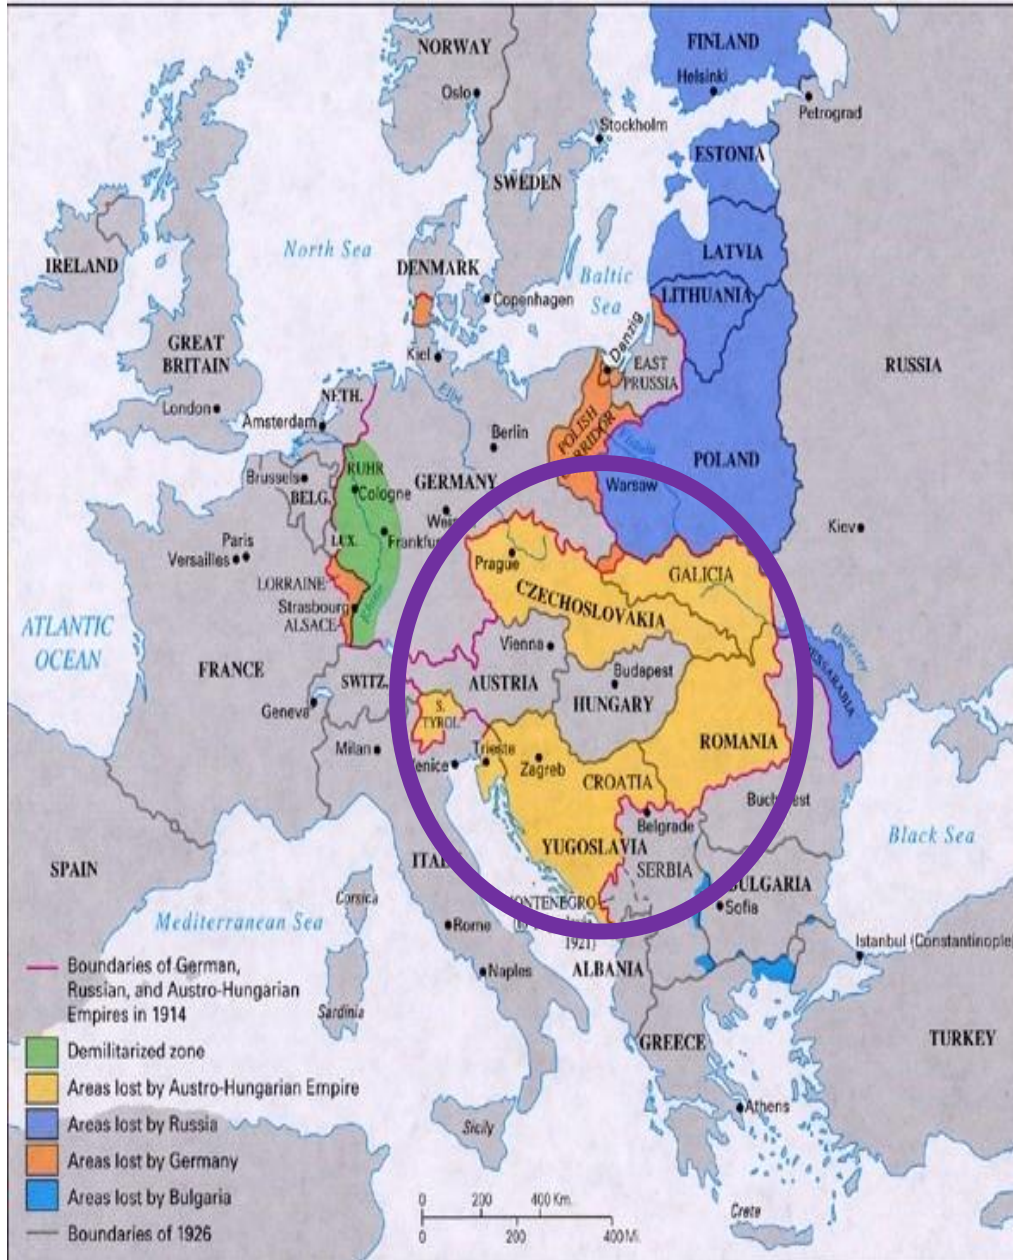 NORWAY
Oslo
Stockholm
SWEDEN
FINLAND
Helsinki
Petrograd
ESTONIA
LATVIA
LITHUANIA
RUSSIA
North Sea
Baltic
Sea
IRELAND
GREAT
BRITAIN
London
DENMARK
Copenhagen
Kiel
Danzig
EAST
PRUSSIA
POLISH
NETH.
Amsterdam
Elbe
Berlin
POLAND
Warsaw
Kiev
Brussels
BELG.
RUHR
Cologne
GERMANY
Frankfu
LUX.
Paris
Versailles
LORRAINE
Strasbourg
ALSACE
Rhine
Prague
CZECHOSLOVAKIA
GALICIA
Dniester
BESSARABIA
ATLANTIC
OCEAN
FRANCE
SWITZ.
Geneva
Vienna
AUSTRIA
Budapest
HUNGARY
S.
TYROL
ROMANIA
Milan
Trieste
Zagreb
CROATIA
Belgrade
YUGOSLAVIA
SERBIA
Black Sea
SPAIN
Corsica
Mediterranean Sea
Rome
Naples
1921)
ALBANIA
BULGARIA
Sofia
Istanbul (Constantinople
Sardinia
GREECE
TURKEY
Athens
Sicily
Crete
Boundaries of German,
Russian, and Austro-Hungarian
Empires in 1914
Demilitarized zone
Areas lost by Austro-Hungarian Empire
Areas lost by Russia
Areas lost by Germany
Areas lost by Bulgaria
Boundaries of 1926
0 200 400 Km.
0 200 400 Mi.